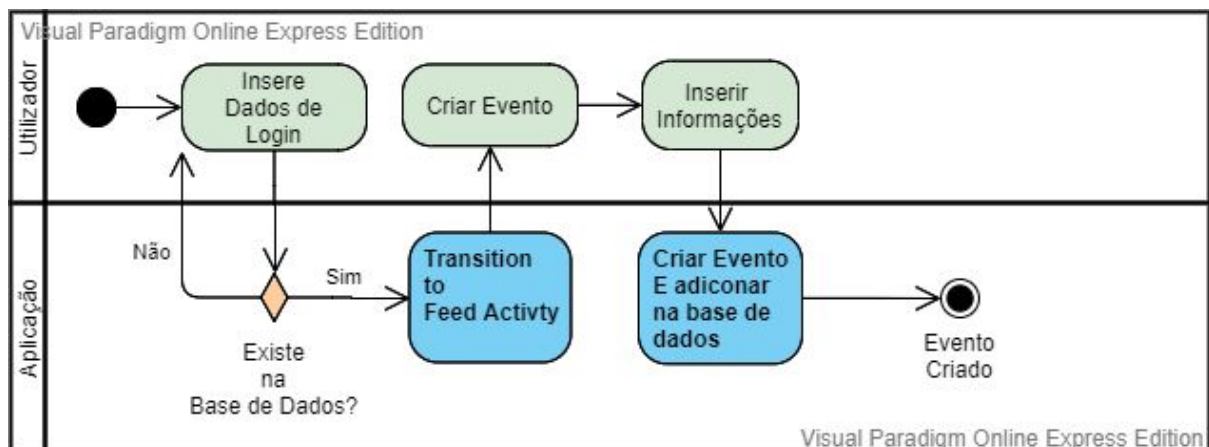 Visual Paradigm Online Express Edition
Utilizador
Insere
Dados de
Login
Criar Evento
Inserir
Informações
Aplicação
Não
Sim
Existe
na
Base de Dados?
Transition
to
Feed Activty
Criar Evento
E adiconar
na base de
dados
Evento
Criado
Visual Paradigm Online Express Edition